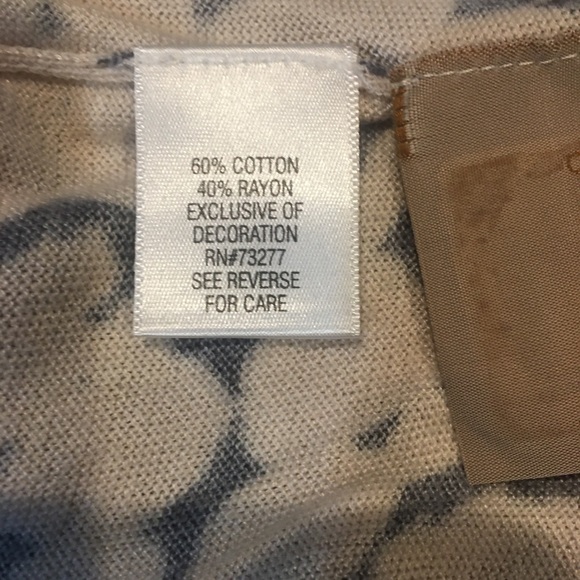 60% COTTON
40% RAYON
EXCLUSIVE OF
DECORATION
RN#73277
SEE REVERSE
FOR CARE